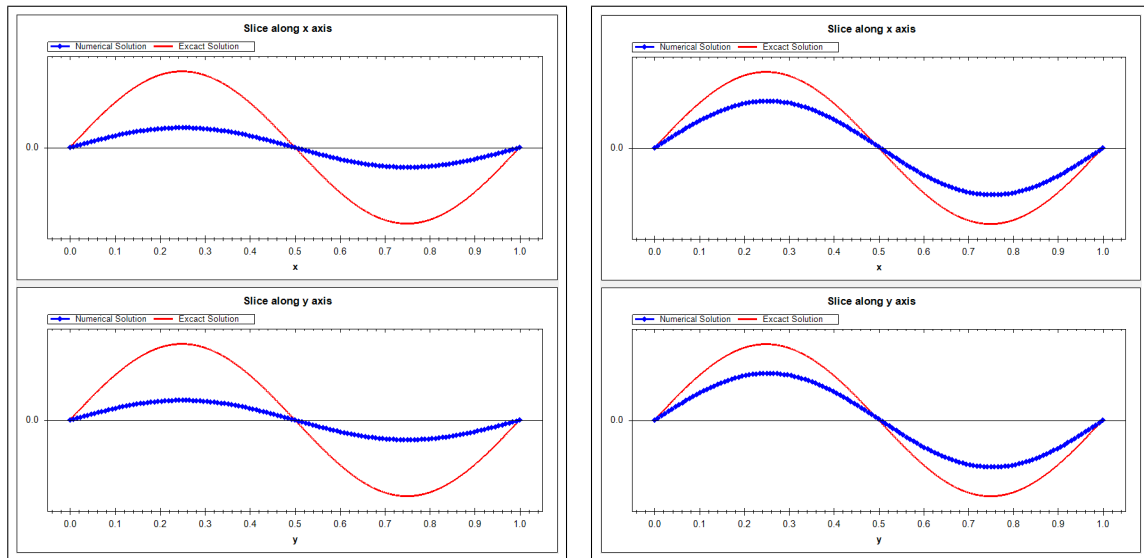 Slice along x axis
Numerical Solution Excact Solution
0.0
0.0 0.1 0.2 0.3 0.4 0.5 0.6 0.7 0.8 0.9 1.0
x
Slice along y axis
Numerical Solution Excact Solution
0.0
0.0 0.1 0.2 0.3 0.4 0.5 0.6 0.7 0.8 0.9 1.0
y
Slice along x axis
Numerical Solution Excact Solution
0.0
0.0 0.1 0.2 0.3 0.4 0.5 0.6 0.7 0.8 0.9 1.0
x
Slice along y axis
Numerical Solution Excact Solution
0.0
0.0 0.1 0.2 0.3 0.4 0.5 0.6 0.7 0.8 0.9 1.0
y